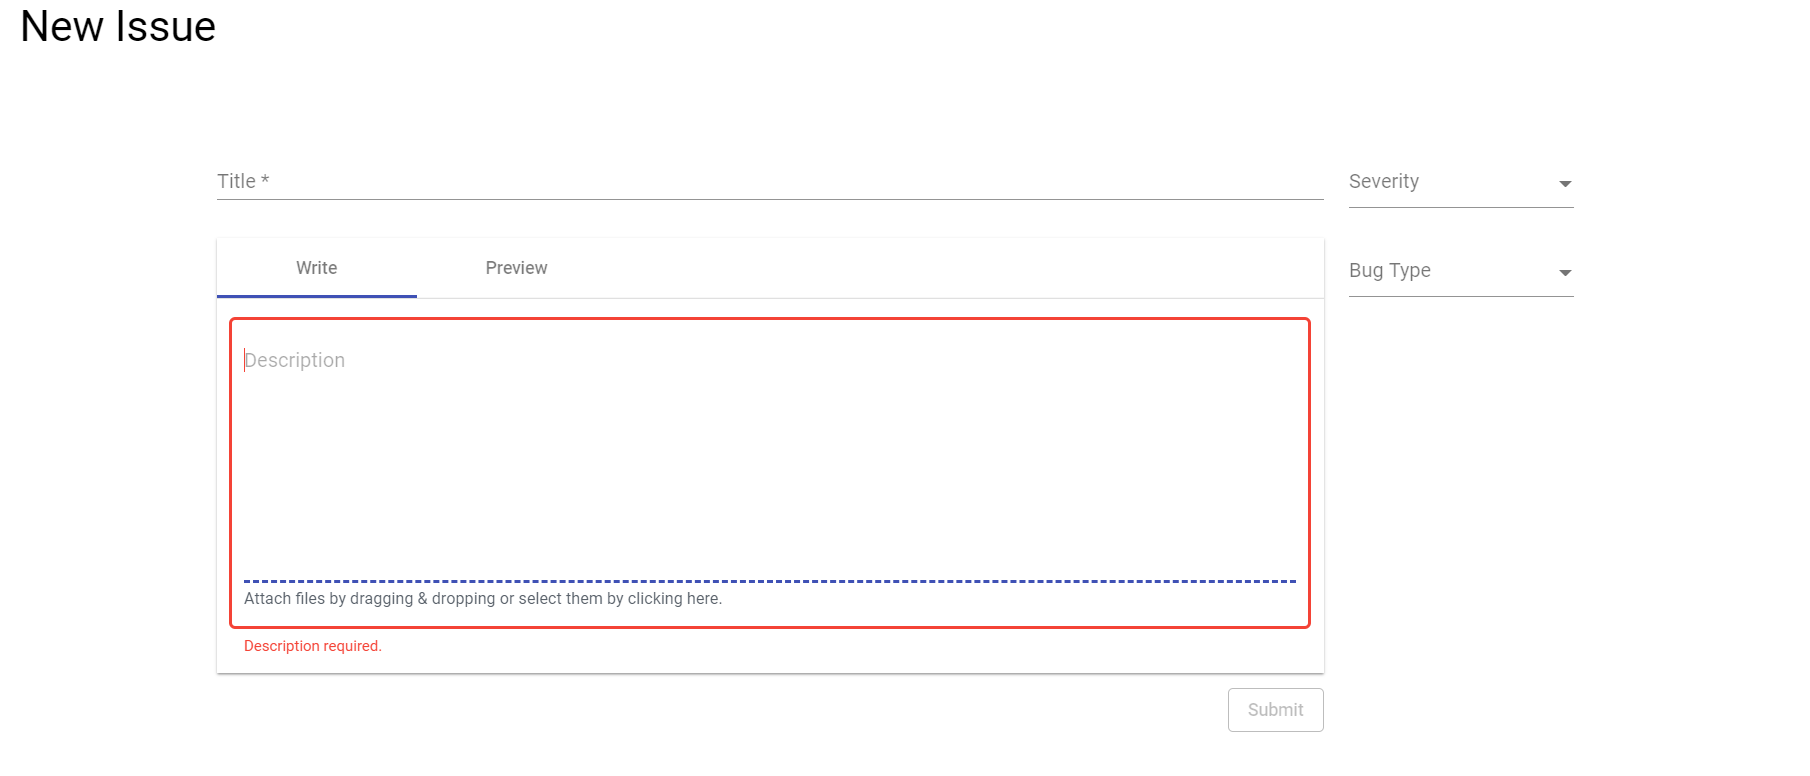 New Issue
Title *
Severity
Write
Preview
Bug Type
Description
Attach files by dragging & dropping or select them by clicking here.
Description required.
Submit